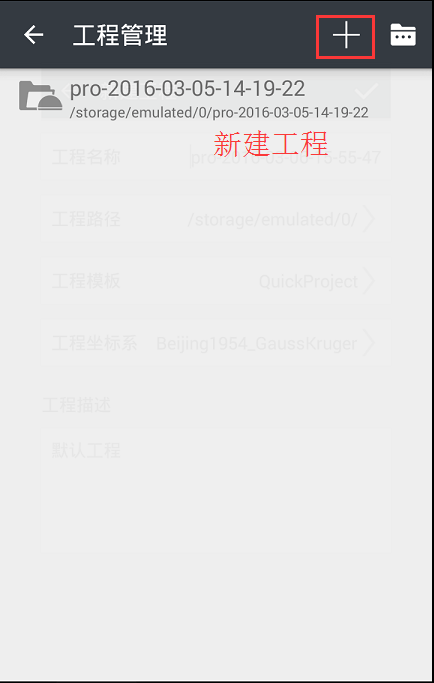 工程管理
pro-2016-03-05-14-19-22
/storage/emulated/0/pro-2016-03-05-14-19-22
新建工程
工程名称
工程路径 /storage/emulated/0/
工程模板 QuickProject
工程坐标系 Beijing1954_GaussKruger
工程描述
默认工程